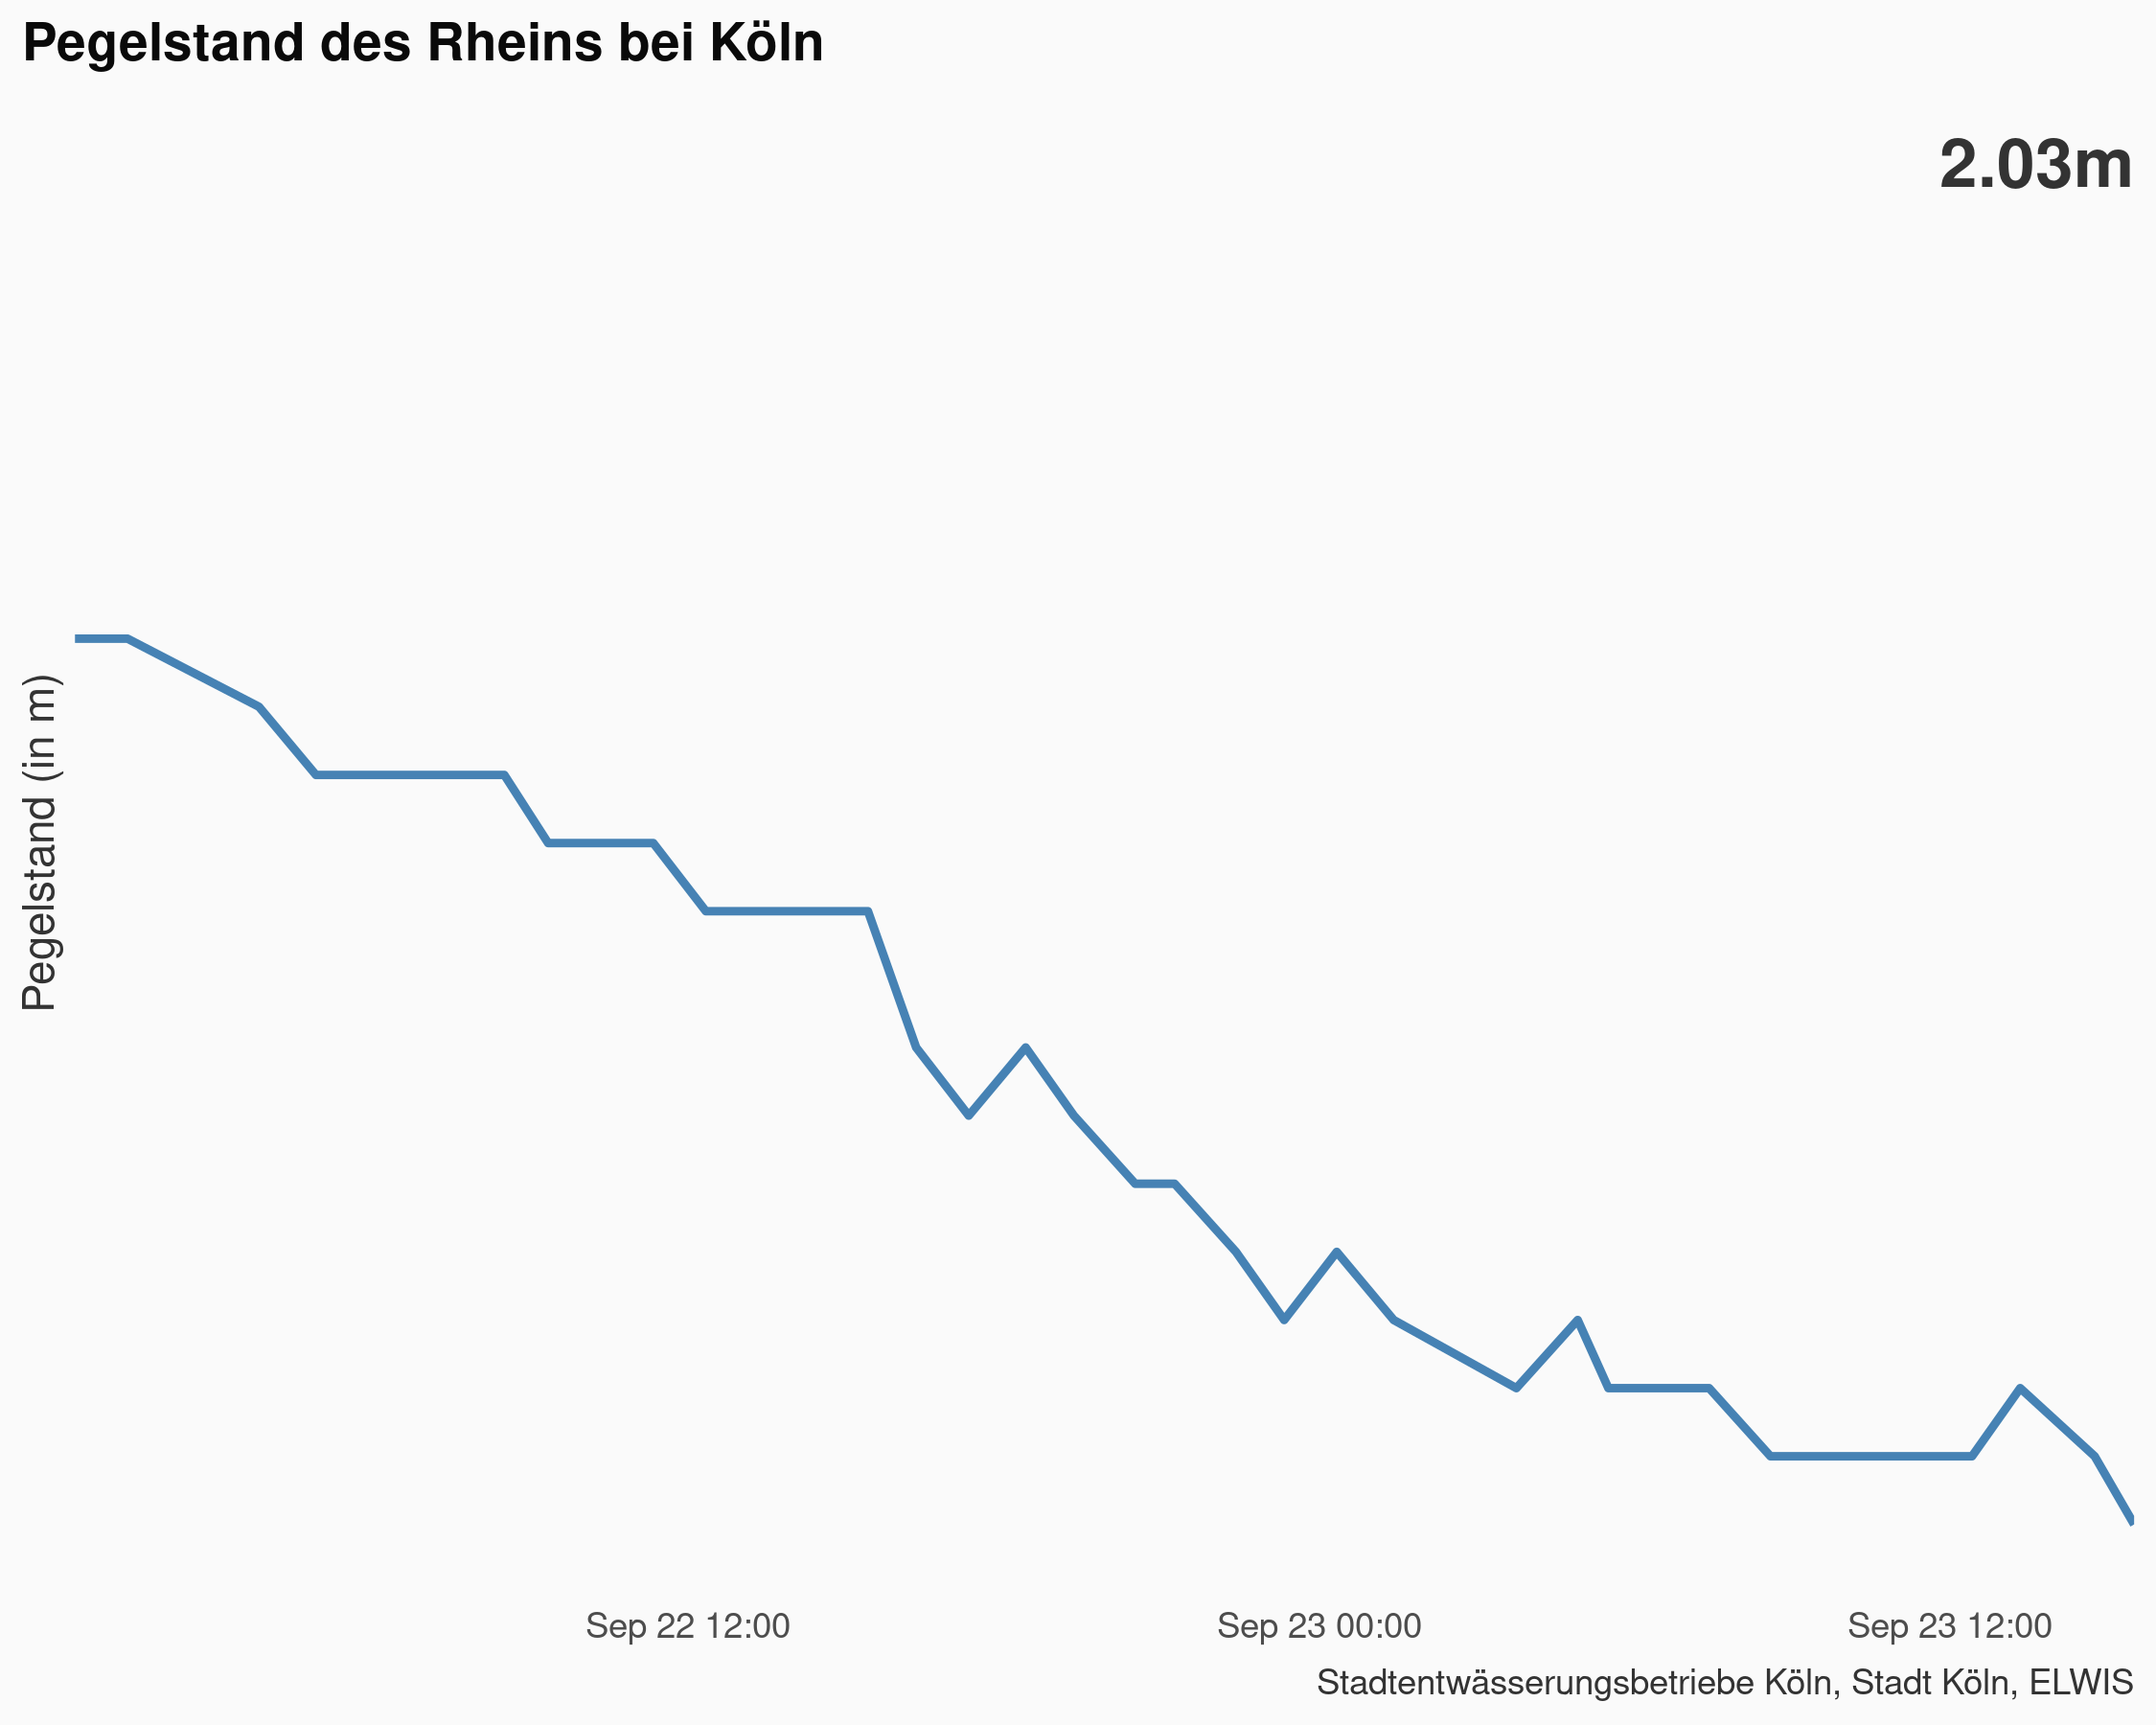 Pegelstand des Rheins bei Köln
2.03m
Pegelstand (in m)
Sep 22 12:00
Sep 23 00:00
Sep 23 12:00
Stadtentwässerungsbetriebe Köln, Stadt Köln, ELWIS